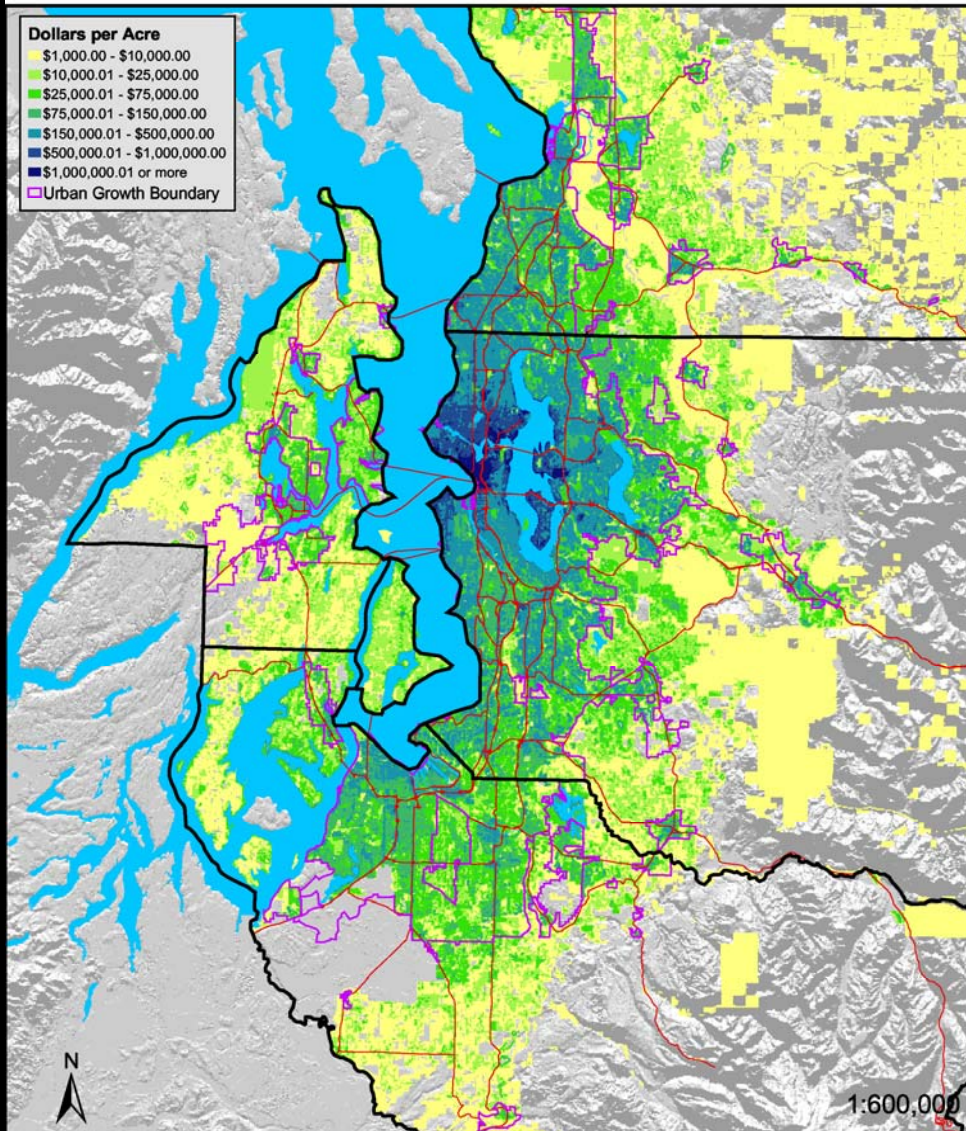 Dollars per Acre
$1,000.00 - $10,000.00
$10,000.01 - $25,000.00
$25,000.01 - $75,000.00
$75,000.01 - $150,000.00
$150,000.01 - $500,000.00
$500,000.01 - $1,000,000.00
$1,000,000.01 or more
Urban Growth Boundary
N
1:600,000